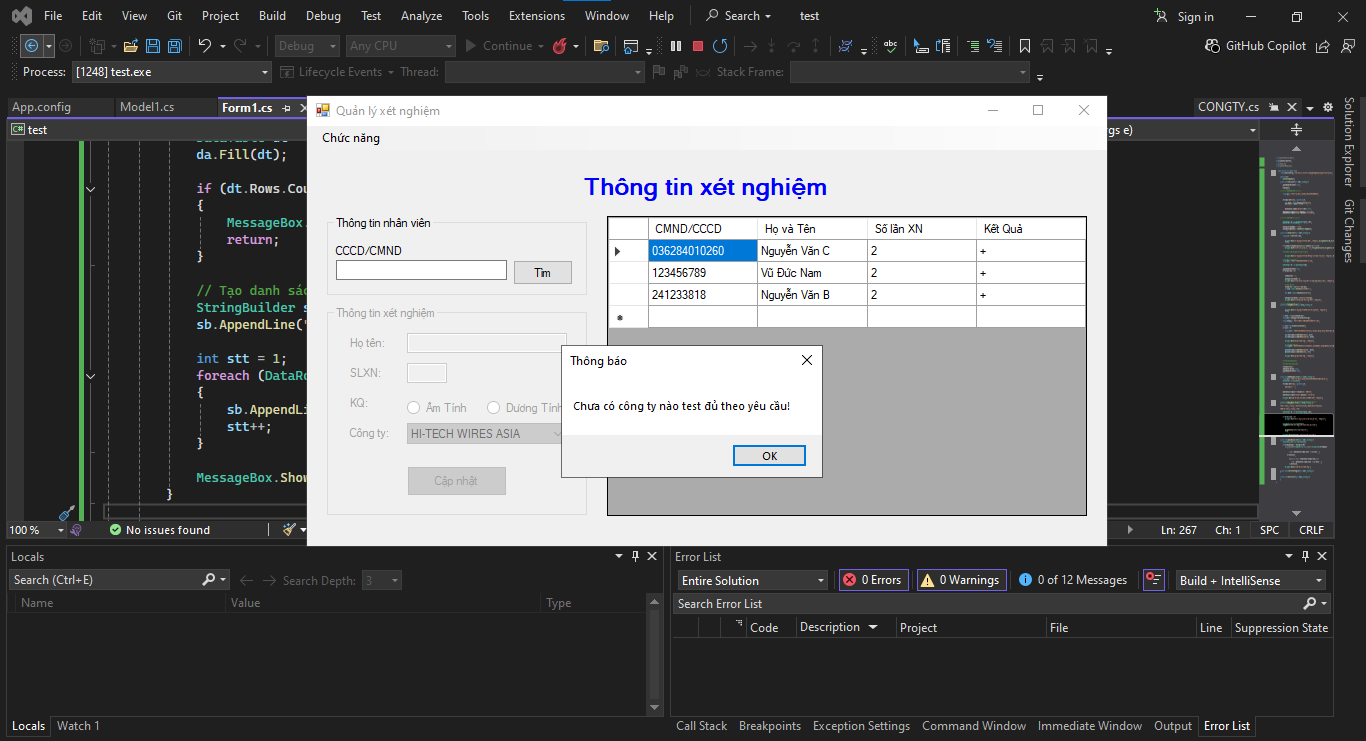 File Edit View Git Project Build Debug Test Analyze Tools Extensions Window Help Search test Sign in
Debug Any CPU Continue GitHub Copilot
Process: [1248] test.exe Lifecycle Events Thread: Stack Frame:
App.config Model1.cs Form1.cs CONGTY.cs
test
gs e)
da.Fill(dt);
if (dt.Rows.Cou
{
MessageBox.
return;
}
// Tạo danh sác
StringBuilder s
sb.AppendLine("
int stt = 1;
foreach (DataRo
{
sb.AppendLi
stt++;
}
MessageBox.Show
}
Quản lý xét nghiệm
Chức năng
Thông tin xét nghiệm
Thông tin nhân viên
CCCD/CMND
Tìm
Thông tin xét nghiệm
Họ tên:
SLXN:
KQ: Âm Tính Dương Tính
Công ty: HI-TECH WIRES ASIA
Cập nhật
CMND/CCCD Họ và Tên Số lần XN Kết Quả
036284010260 Nguyễn Văn C 2 +
123456789 Vũ Đức Nam 2 +
241233818 Nguyễn Văn B 2 +
Thông báo
Chưa có công ty nào test đủ theo yêu cầu!
OK
100 % No issues found Ln: 267 Ch: 1 SPC CRLF
Locals
Search (Ctrl+E) Search Depth: 3
Name Value Type
Locals Watch 1
Error List
Entire Solution 0 Errors 0 Warnings 0 of 12 Messages Build + IntelliSense
Search Error List
Code Description Project File Line Suppression State
Call Stack Breakpoints Exception Settings Command Window Immediate Window Output Error List
Solution Explorer
Git Changes